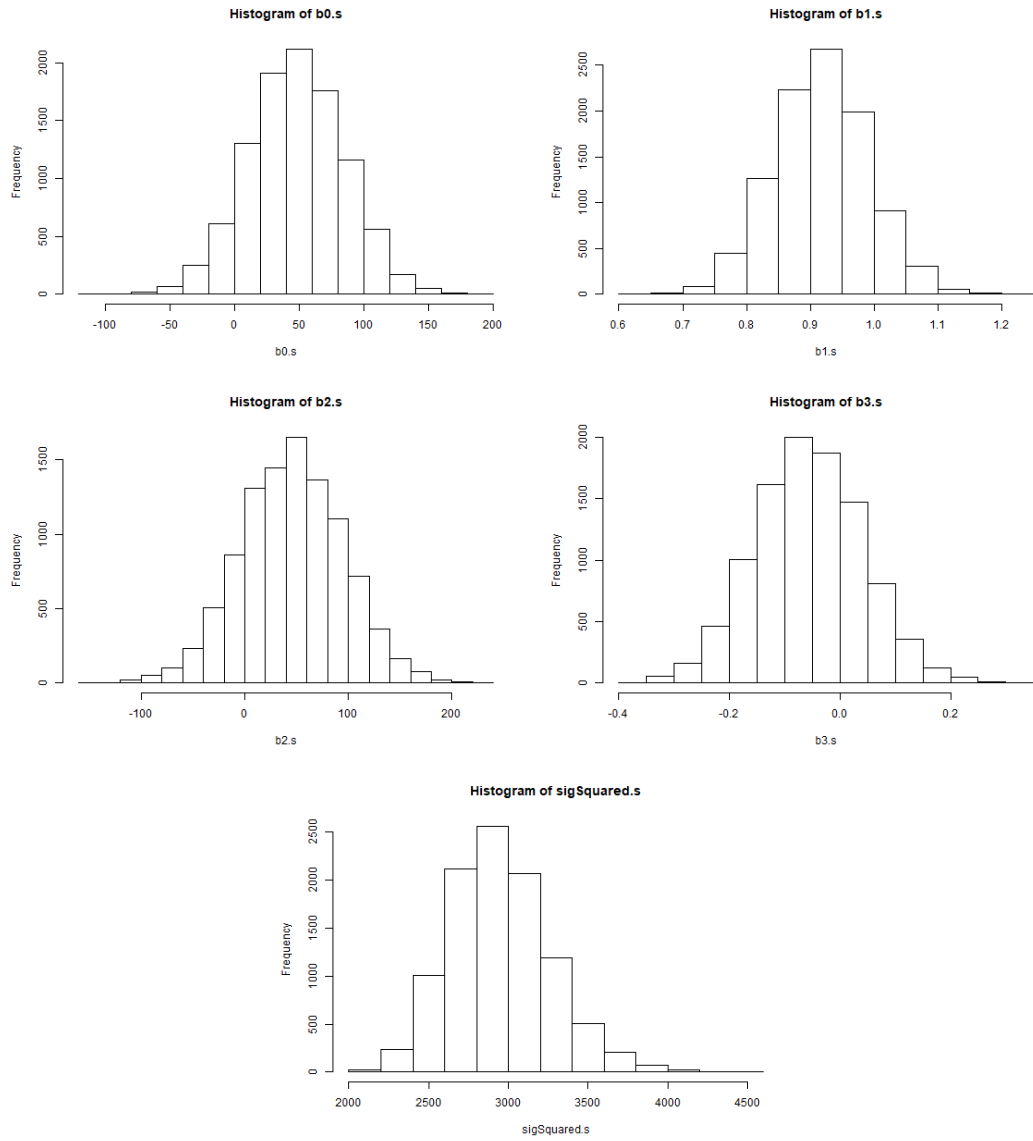 Histogram of b0.s
Frequency
2000
1500
1000
500
0
-100 -50 0 50 100 150 200
b0.s
Histogram of b1.s
Frequency
2500
2000
1500
1000
500
0
0.6 0.7 0.8 0.9 1.0 1.1 1.2
b1.s
Histogram of b2.s
Frequency
1500
1000
500
0
-100 0 100 200
b2.s
Histogram of b3.s
Frequency
2000
1500
1000
500
0
-0.4 -0.2 0.0 0.2
b3.s
Histogram of sigSquared.s
Frequency
2500
2000
1500
1000
500
0
2000 2500 3000 3500 4000 4500
sigSquared.s